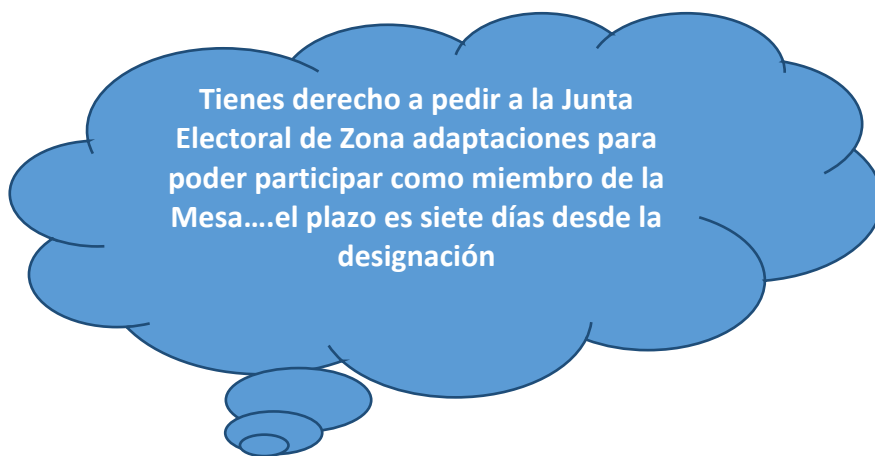 Tienes derecho a pedir a la Junta
Electoral de Zona adaptaciones para
poder participar como miembro de la
Mesa....el plazo es siete días desde la
designación